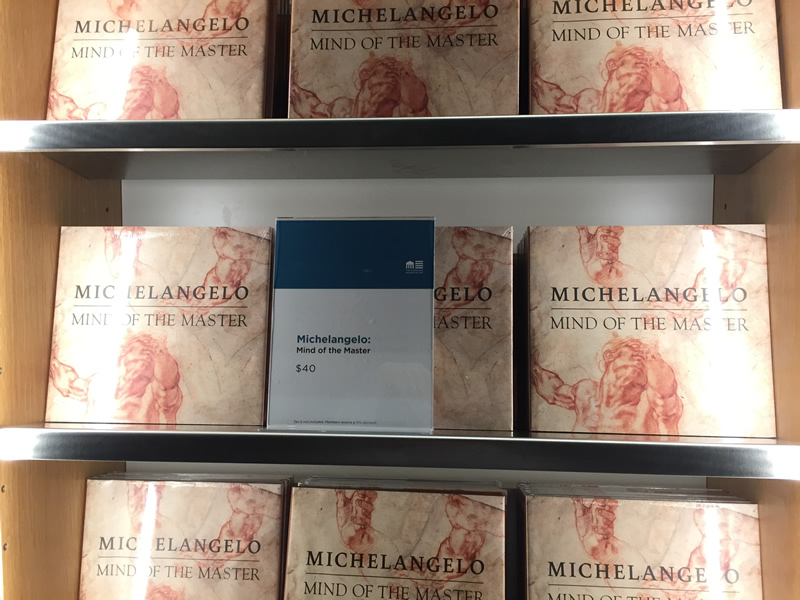 MICHELANGELO
MIND OF THE MASTER
MICHELANGELO
MIND OF THE MASTER
MICHELANGELO
MIND OF THE MASTER
MICHELANGELO
MIND OF THE MASTER
Michelangelo:
Mind of the Master
$40
GELO
MASTER
MICHELANGELO
MIND OF THE MASTER
MICHELANGELO
MIND OF THE MASTER
MICHELANGELO
MIND OF THE MASTER
MICHELANGELO
MIND OF THE MASTER